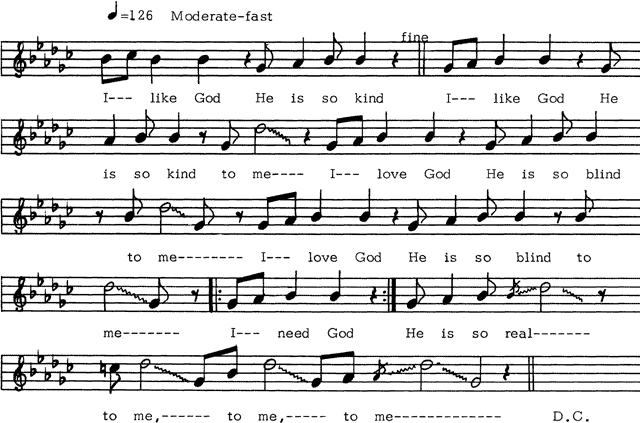 ♩=126 Moderate-fast
fine
I--- like God He is so kind I--- like God He
is so kind to me---- I--- love God He is so blind
to me-------- I--- love God He is so blind to
me------- I--- need God He is so real-------
to me,------ to me,----- to me------------- D.C.